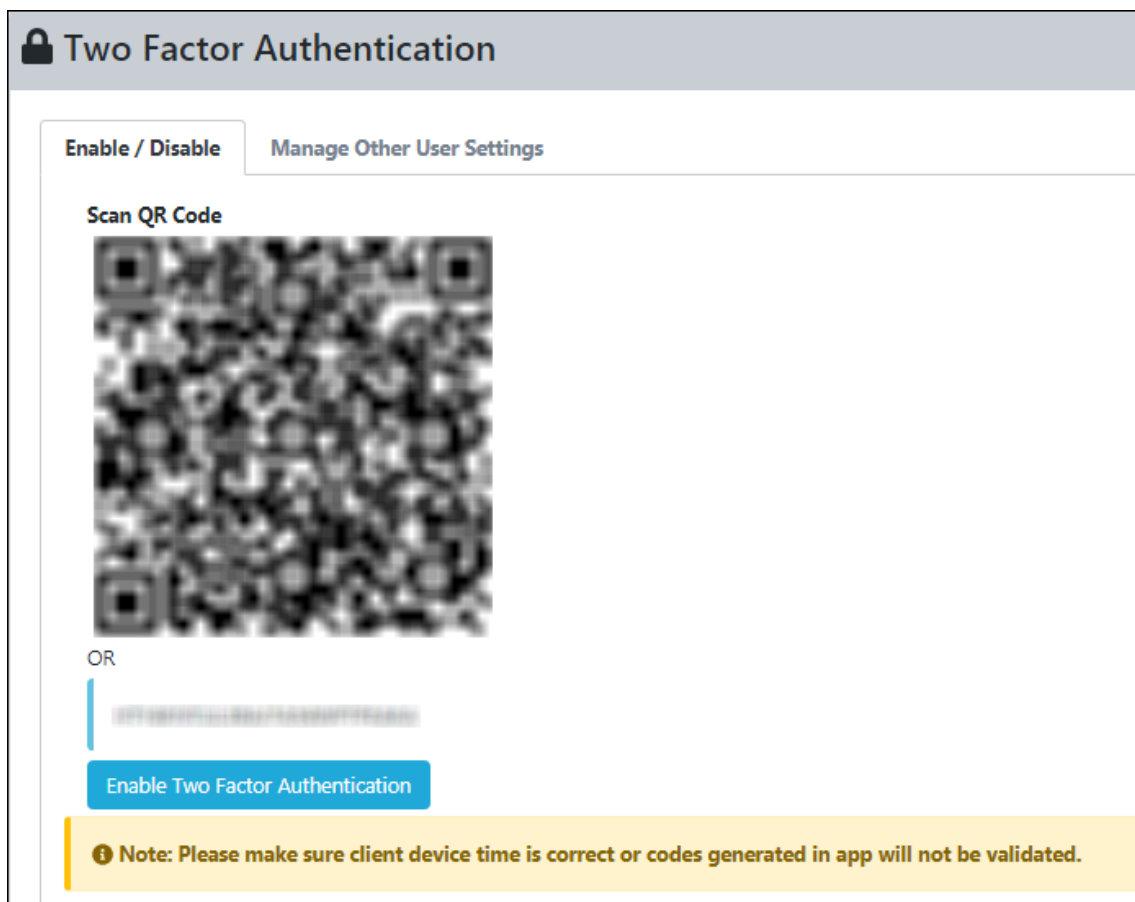 Two Factor Authentication
Enable / Disable
Manage Other User Settings
Scan QR Code
OR
Enable Two Factor Authentication
Note: Please make sure client device time is correct or codes generated in app will not be validated.